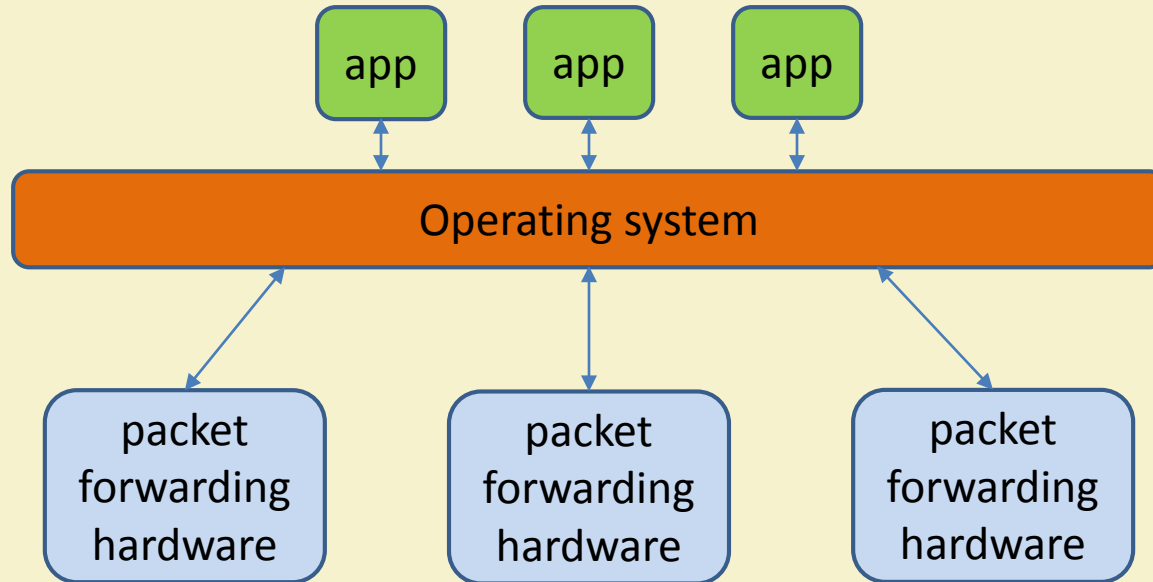 app
app
app
Operating system
packet
forwarding
hardware
packet
forwarding
hardware
packet
forwarding
hardware